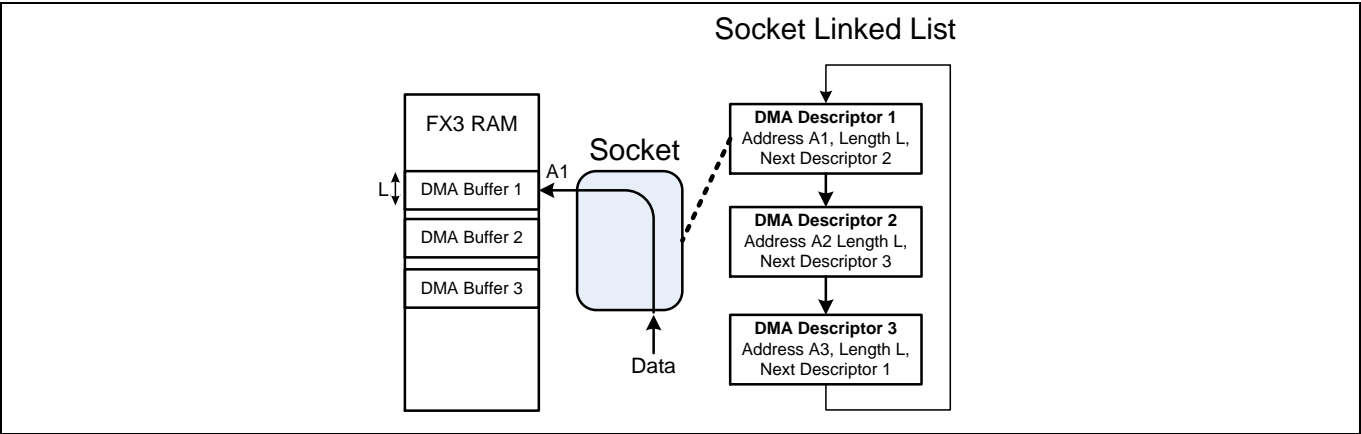 Socket Linked List
FX3 RAM
L
DMA Buffer 1
DMA Buffer 2
DMA Buffer 3
A1
Socket
Data
DMA Descriptor 1
Address A1, Length L,
Next Descriptor 2
DMA Descriptor 2
Address A2 Length L,
Next Descriptor 3
DMA Descriptor 3
Address A3, Length L,
Next Descriptor 1